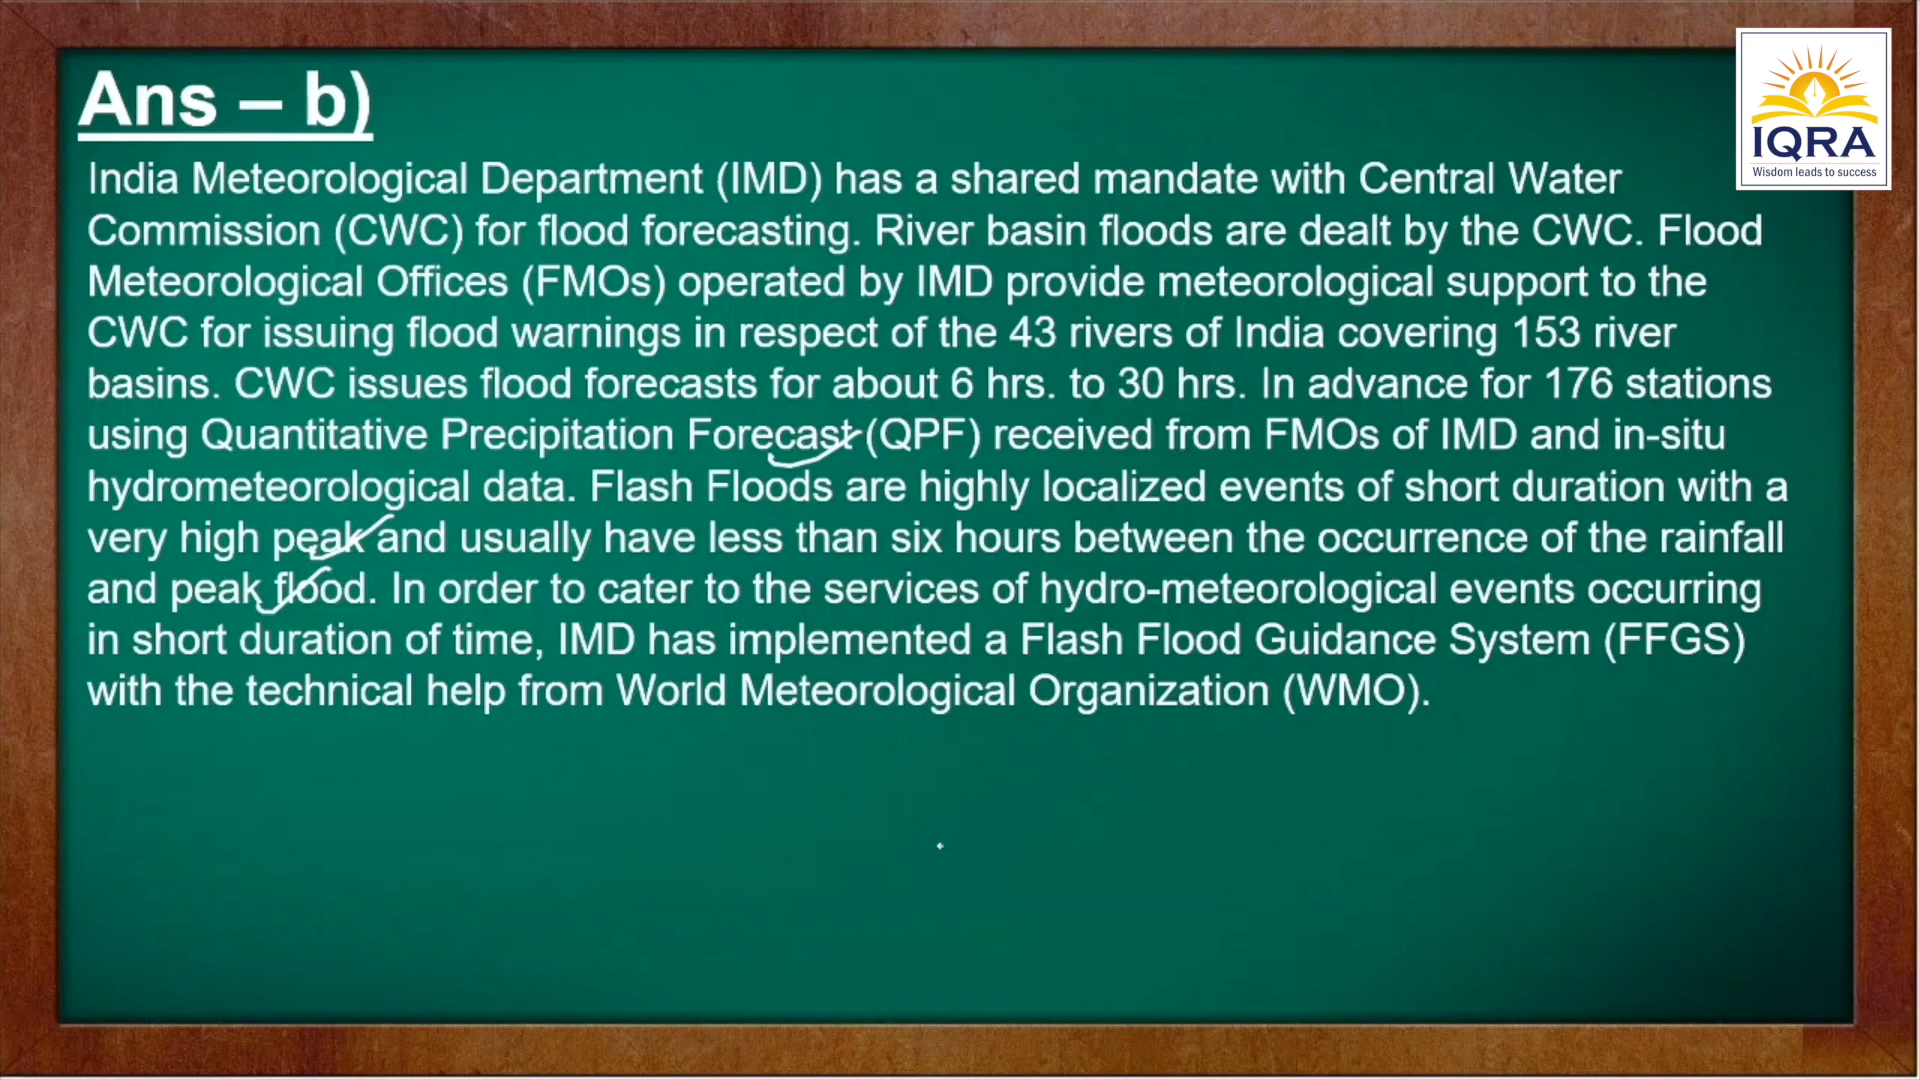 Ans – b)
IQRA
Wisdom leads to success
India Meteorological Department (IMD) has a shared mandate with Central Water
Commission (CWC) for flood forecasting. River basin floods are dealt by the CWC. Flood
Meteorological Offices (FMOs) operated by IMD provide meteorological support to the
CWC for issuing flood warnings in respect of the 43 rivers of India covering 153 river
basins. CWC issues flood forecasts for about 6 hrs. to 30 hrs. In advance for 176 stations
using Quantitative Precipitation Forecast (QPF) received from FMOs of IMD and in-situ
hydrometeorological data. Flash Floods are highly localized events of short duration with a
very high peak and usually have less than six hours between the occurrence of the rainfall
and peak flood. In order to cater to the services of hydro-meteorological events occurring
in short duration of time, IMD has implemented a Flash Flood Guidance System (FFGS)
with the technical help from World Meteorological Organization (WMO).